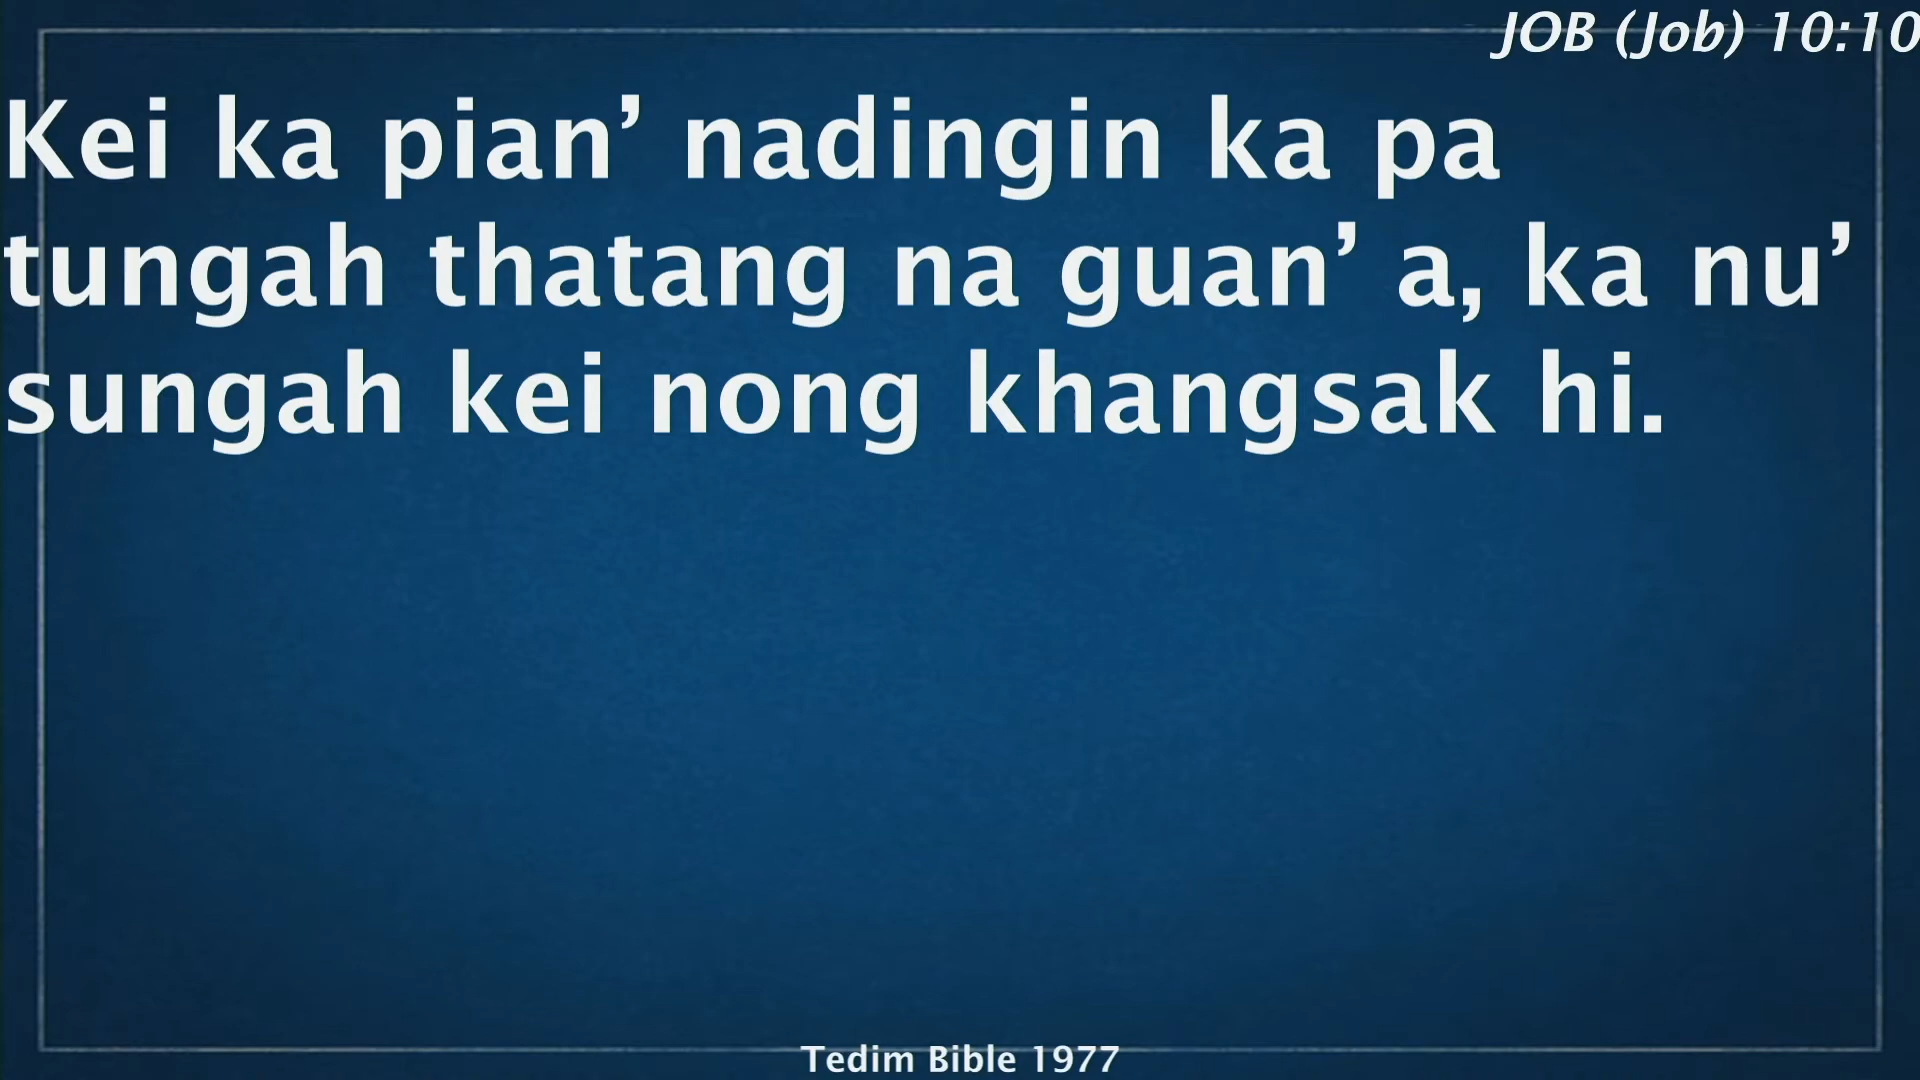 JOB (Job) 10:10
Kei ka pian’ nadingin ka pa
tungah thatang na guan’ a, ka nu’
sungah kei nong khangsak hi.
Tedim Bible 1977